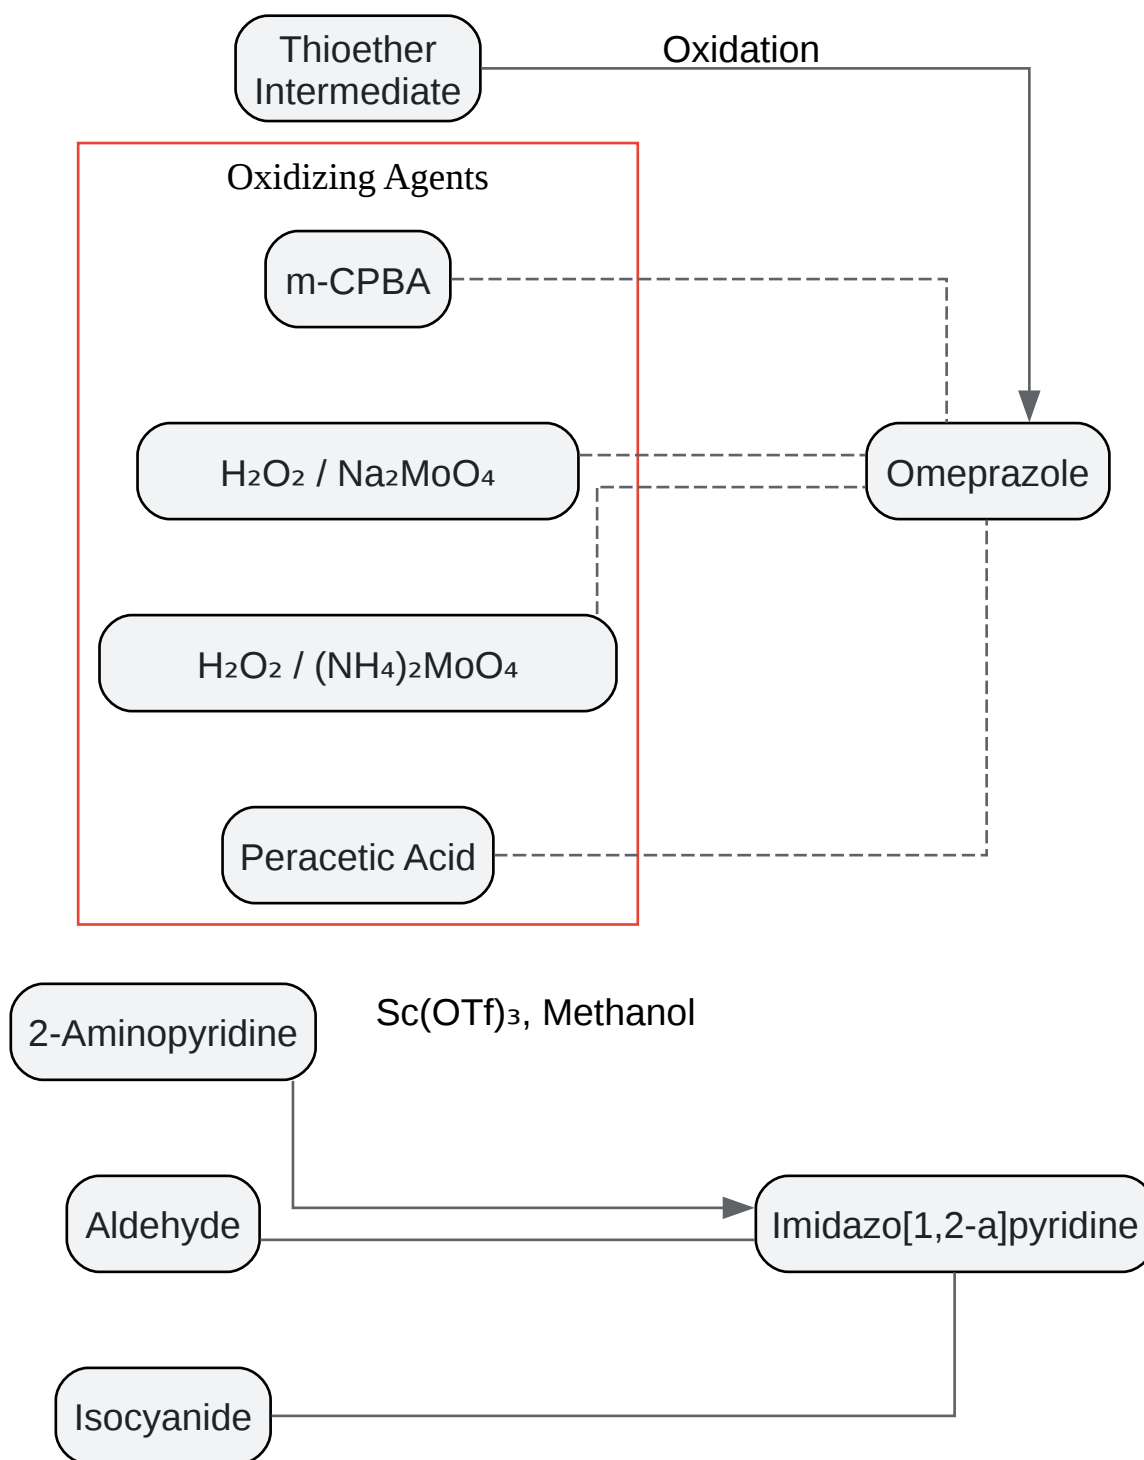 Thioether
Intermediate
Oxidation
Oxidizing Agents
m-CPBA
H₂O₂ / Na₂MoO₄
Omeprazole
H₂O₂ / (NH₄)₂MoO₄
Peracetic Acid
2-Aminopyridine
Sc(OTf)₃, Methanol
Aldehyde
Imidazo[1,2-a]pyridine
Isocyanide